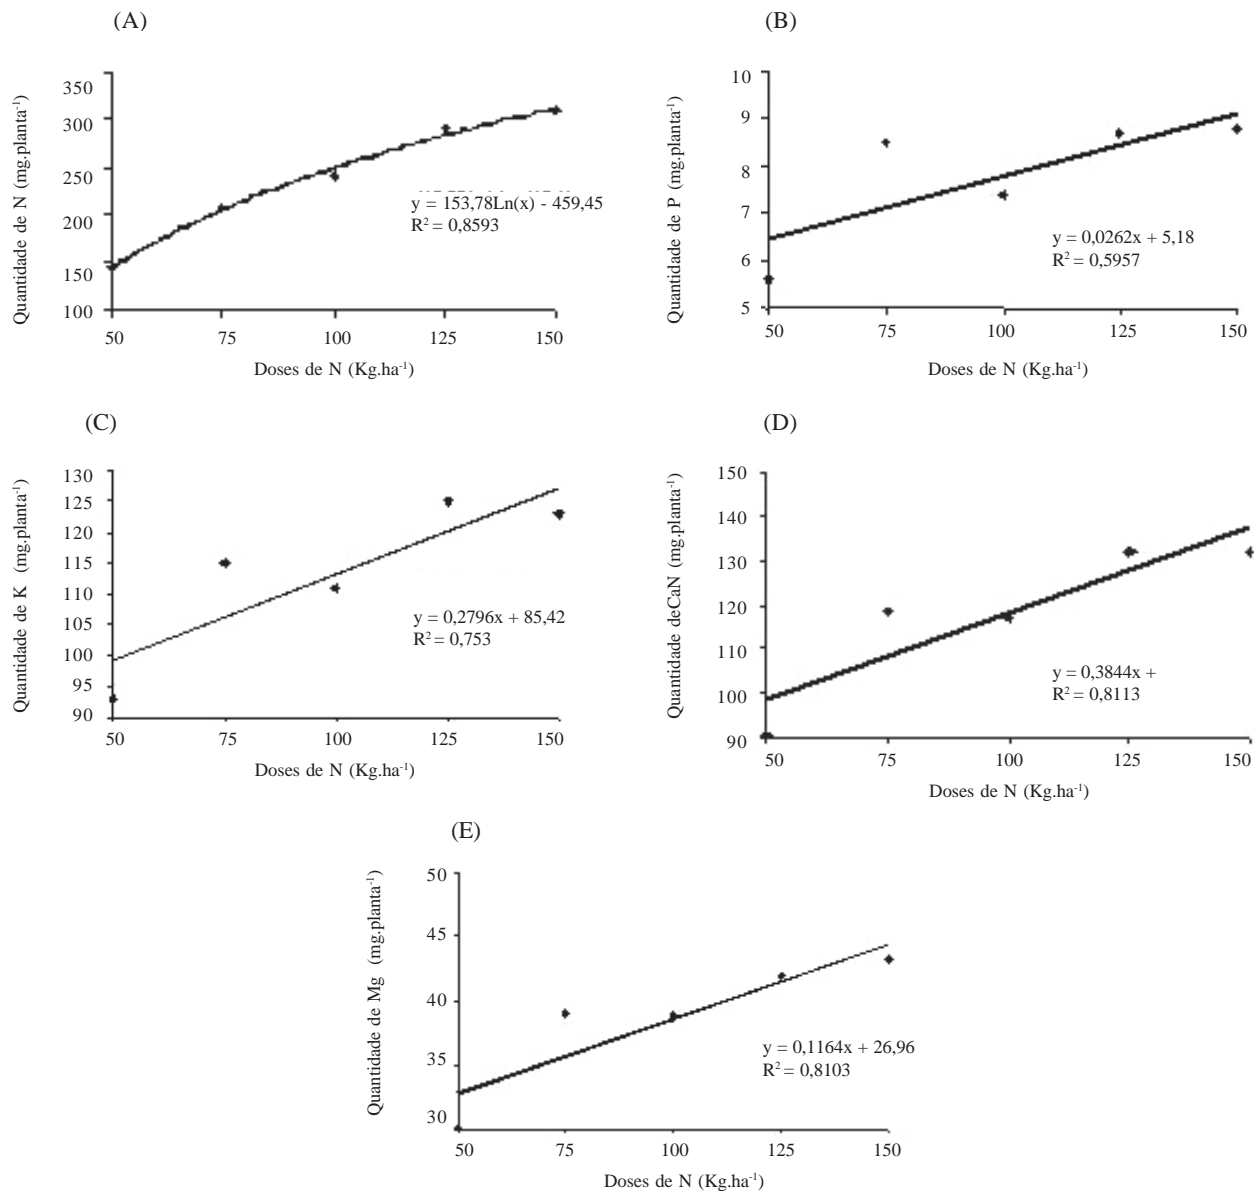 (A)
Quantidade de N (mg.planta-1)
350
300
250
200
150
100
y = 153,78Ln(x) - 459,45
R2 = 0,8593
50 75 100 125 150
Doses de N (Kg.ha-1)
(B)
Quantidade de P (mg.planta-1)
10
9
8
7
6
5
y = 0,0262x + 5,18
R2 = 0,5957
50 75 100 125 150
Doses de N (Kg.ha-1)
(C)
Quantidade de K (mg.planta-1)
130
125
120
115
110
105
100
95
90
y = 0,2796x + 85,42
R2 = 0,753
50 75 100 125 150
Doses de N (Kg.ha-1)
(D)
Quantidade deCaN (mg.planta-1)
150
140
130
120
110
100
90
y = 0,3844x +
R2 = 0,8113
50 75 100 125 150
Doses de N (Kg.ha-1)
(E)
Quantidade de Mg (mg.planta-1)
50
45
40
35
30
y = 0,1164x + 26,96
R2 = 0,8103
50 75 100 125 150
Doses de N (Kg.ha-1)